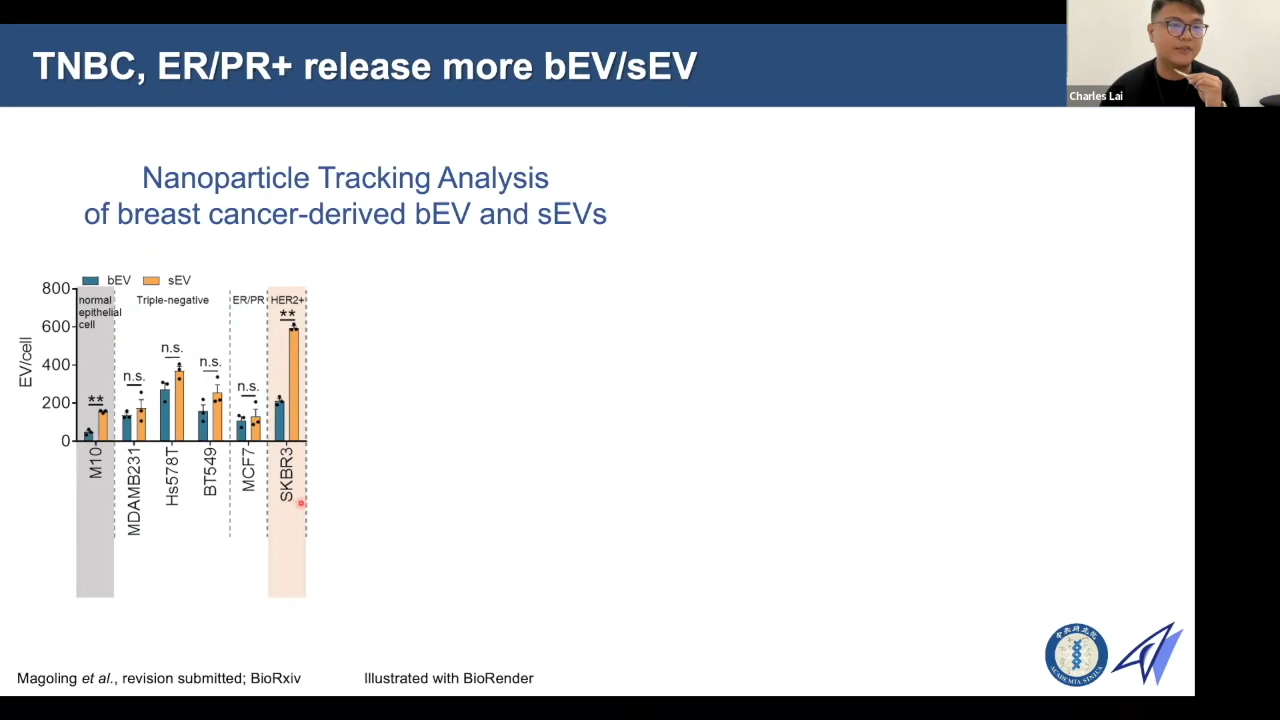 TNBC, ER/PR+ release more bEV/sEV
Charles Lai
Nanoparticle Tracking Analysis
of breast cancer-derived bEV and sEVs
bEV sEV
EV/cell
800
600
400
200
0
normal
epithelial
cell
Triple-negative
ER/PR
HER2+
**
n.s.
n.s.
n.s.
n.s.
**
M10
MDAMB231
Hs578T
BT549
MCF7
SKBR3
Magoling et al., revision submitted; BioRxiv
Illustrated with BioRender
ACADEMIA SINICA